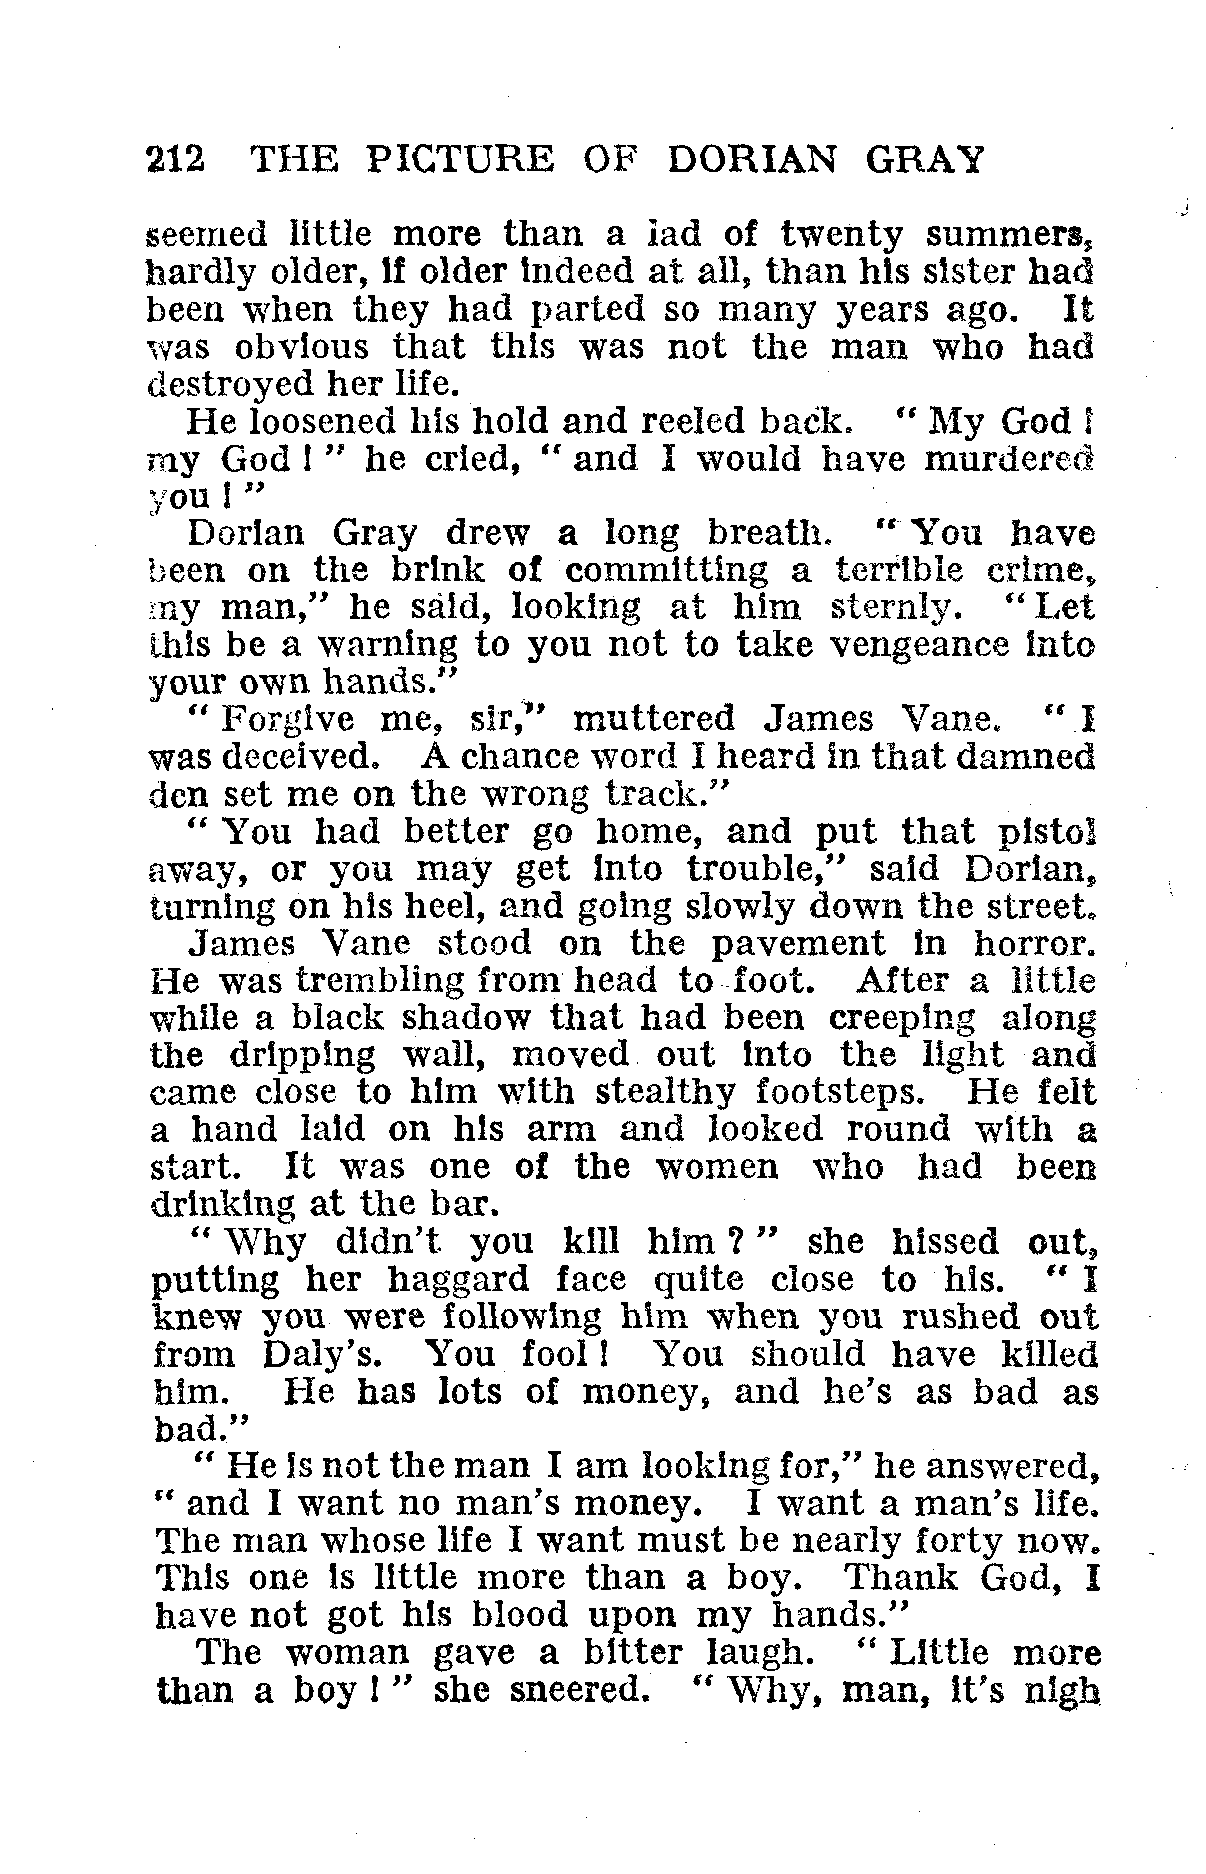 212 THE PICTURE OF DORIAN GRAY
seemed little more than a lad of twenty summers,
hardly older, if older indeed at all, than his sister had
been when they had parted so many years ago. It
was obvious that this was not the man who had
destroyed her life.
He loosened his hold and reeled back. " My God !
my God ! " he cried, " and I would have murdered
you ! "
Dorian Gray drew a long breath. " You have
been on the brink of committing a terrible crime,
my man," he said, looking at him sternly. " Let
this be a warning to you not to take vengeance into
your own hands."
" Forgive me, sir," muttered James Vane. " I
was deceived. A chance word I heard in that damned
den set me on the wrong track."
" You had better go home, and put that pistol
away, or you may get into trouble," said Dorian,
turning on his heel, and going slowly down the street.
James Vane stood on the pavement in horror.
He was trembling from head to foot. After a little
while a black shadow that had been creeping along
the dripping wall, moved out into the light and
came close to him with stealthy footsteps. He felt
a hand laid on his arm and looked round with a
start. It was one of the women who had been
drinking at the bar.
" Why didn't you kill him ? " she hissed out,
putting her haggard face quite close to his. " I
knew you were following him when you rushed out
from Daly's. You fool ! You should have killed
him. He has lots of money, and he's as bad as
bad."
" He is not the man I am looking for," he answered,
" and I want no man's money. I want a man's life.
The man whose life I want must be nearly forty now.
This one is little more than a boy. Thank God, I
have not got his blood upon my hands."
The woman gave a bitter laugh. " Little more
than a boy ! " she sneered. " Why, man, it's nigh